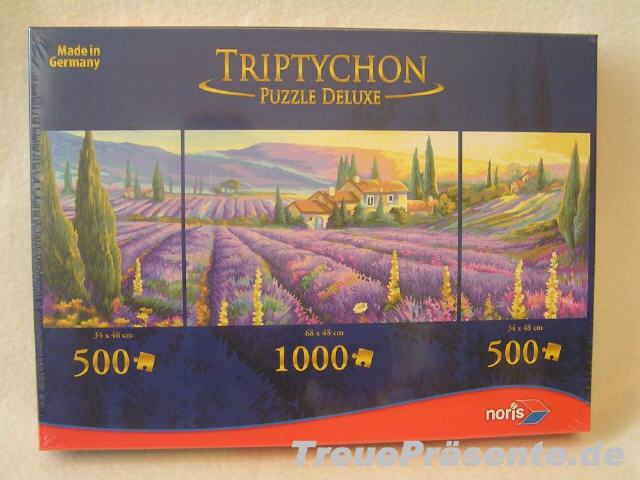 Made in
Germany
TRIPTYCHON
PUZZLE DELUXE
34 x 48 cm
68 x 48 cm
34 x 48 cm
500
1000
500
noris
TreuePräsente.de